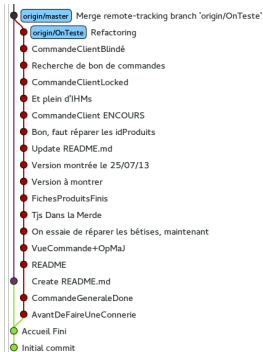 origin/master Merge remote-tracking branch 'origin/OnTeste'
origin/OnTeste Refactoring
CommandeClientBlindé
Recherche de bon de commandes
CommandeClientLocked
Et plein d'IHMs
CommandeClient ENCOURS
Bon, faut réparer les idProduits
Update README.md
Version montrée le 25/07/13
Version à montrer
FichesProduitsFinis
Tjs Dans la Merde
On essaie de réparer les bétises, maintenant
VueCommande+OpMaJ
README
Create README.md
CommandeGeneraleDone
AvantDeFaireUneConnerie
Accueil Fini
Initial commit